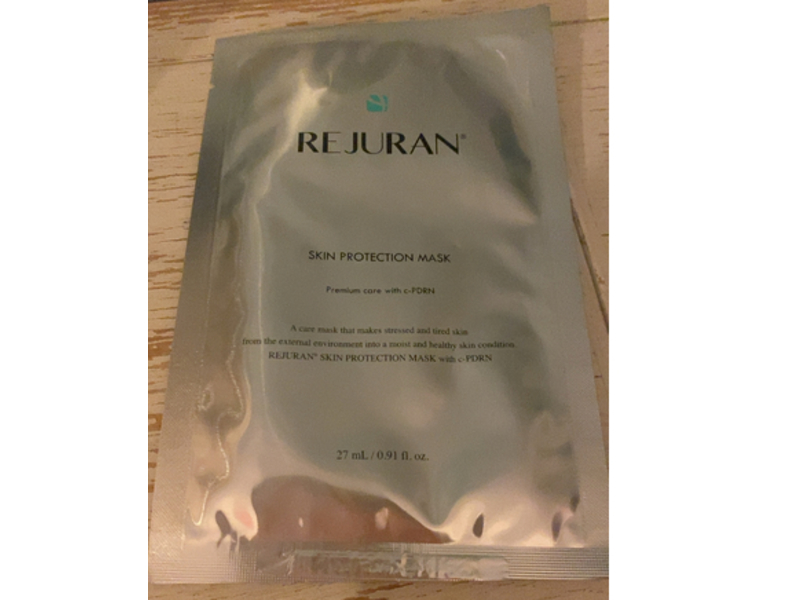 REJURAN®
SKIN PROTECTION MASK
Premium care with c-PDRN
A care mask that makes stressed and tired skin
from the external environment into a moist and healthy skin condition.
REJURAN® SKIN PROTECTION MASK with c-PDRN
27 mL / 0.91 fl. oz.